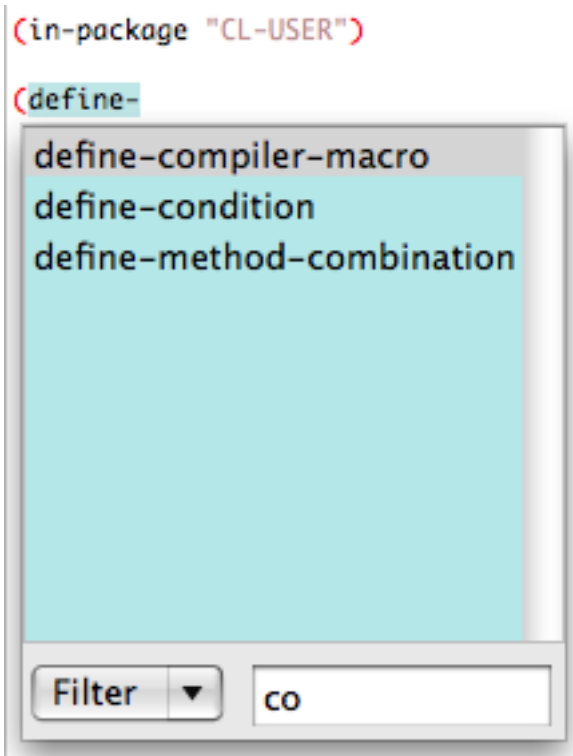 (in-package "CL-USER")
(define-
define-compiler-macro
define-condition
define-method-combination
Filter
co